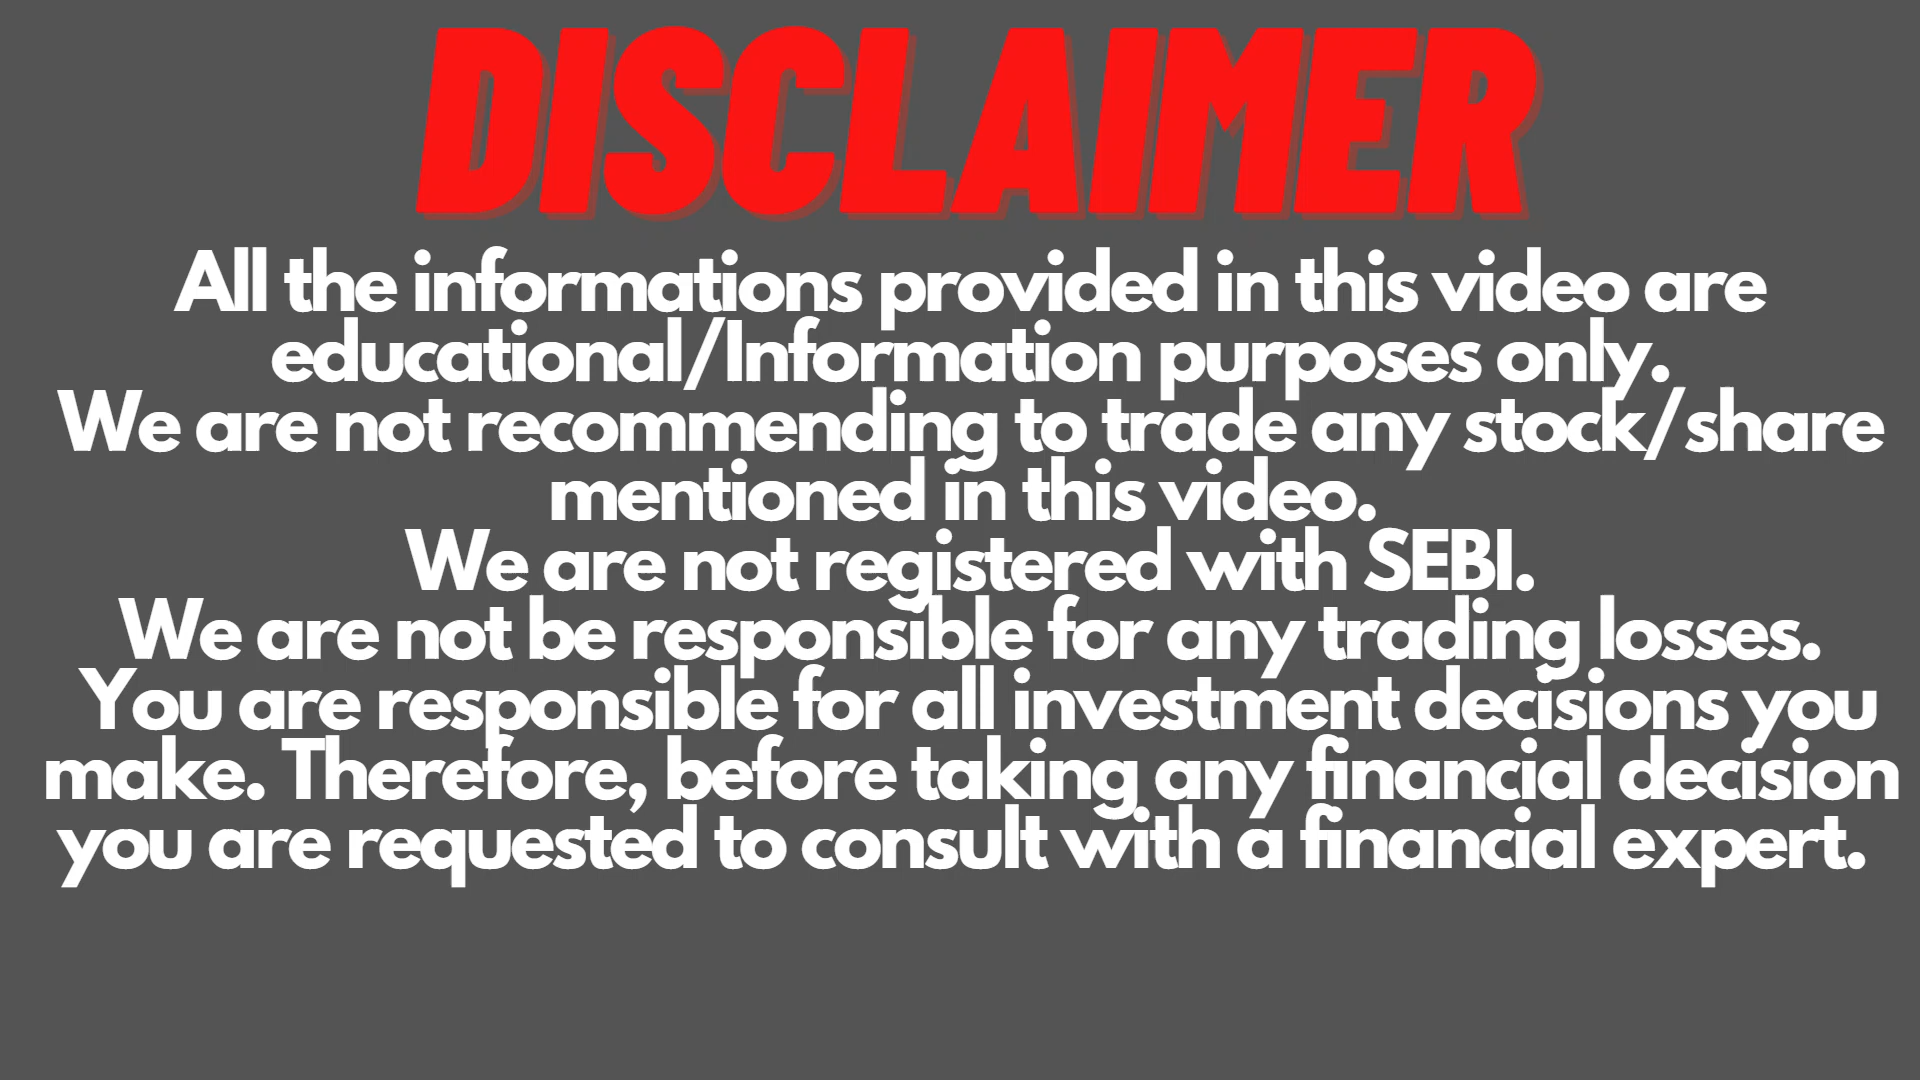 DISCLAIMER
All the informations provided in this video are
educational/Information purposes only.
We are not recommending to trade any stock/share
mentioned in this video.
We are not registered with SEBI.
We are not be responsible for any trading losses.
You are responsible for all investment decisions you
make. Therefore, before taking any financial decision
you are requested to consult with a financial expert.